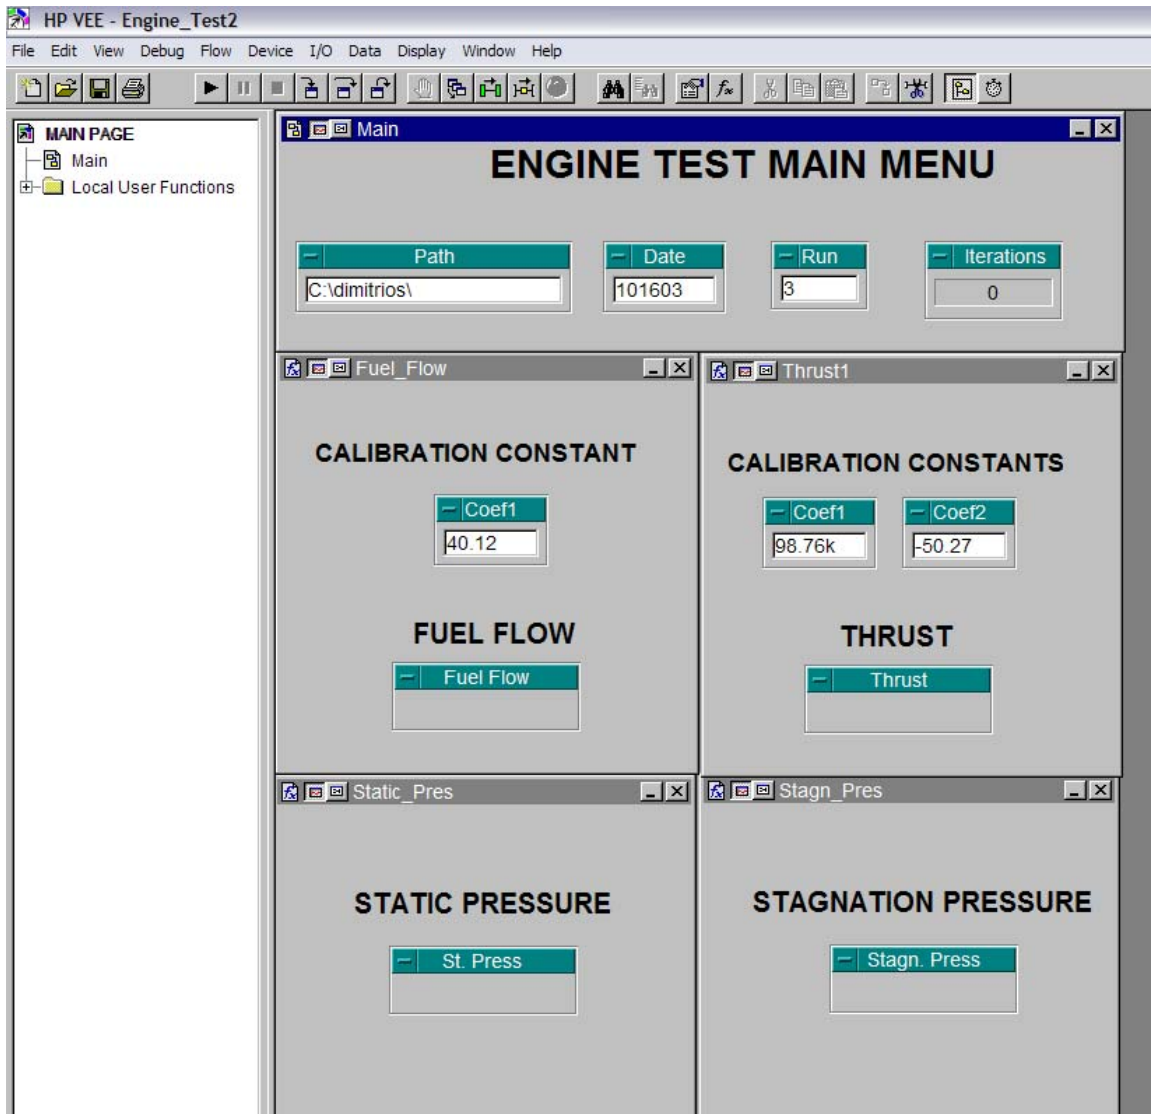 HP VEE - Engine_Test2
File Edit View Debug Flow Device I/O Data Display Window Help
MAIN PAGE
Main
Local User Functions
Main
ENGINE TEST MAIN MENU
Path Date Run Iterations
C:\dimitrios\ 101603 3 0
Fuel_Flow
CALIBRATION CONSTANT
Coef1
40.12
FUEL FLOW
Fuel Flow
Thrust1
CALIBRATION CONSTANTS
Coef1 Coef2
98.76k -50.27
THRUST
Thrust
Static_Pres
STATIC PRESSURE
St. Press
Stagn_Pres
STAGNATION PRESSURE
Stagn. Press